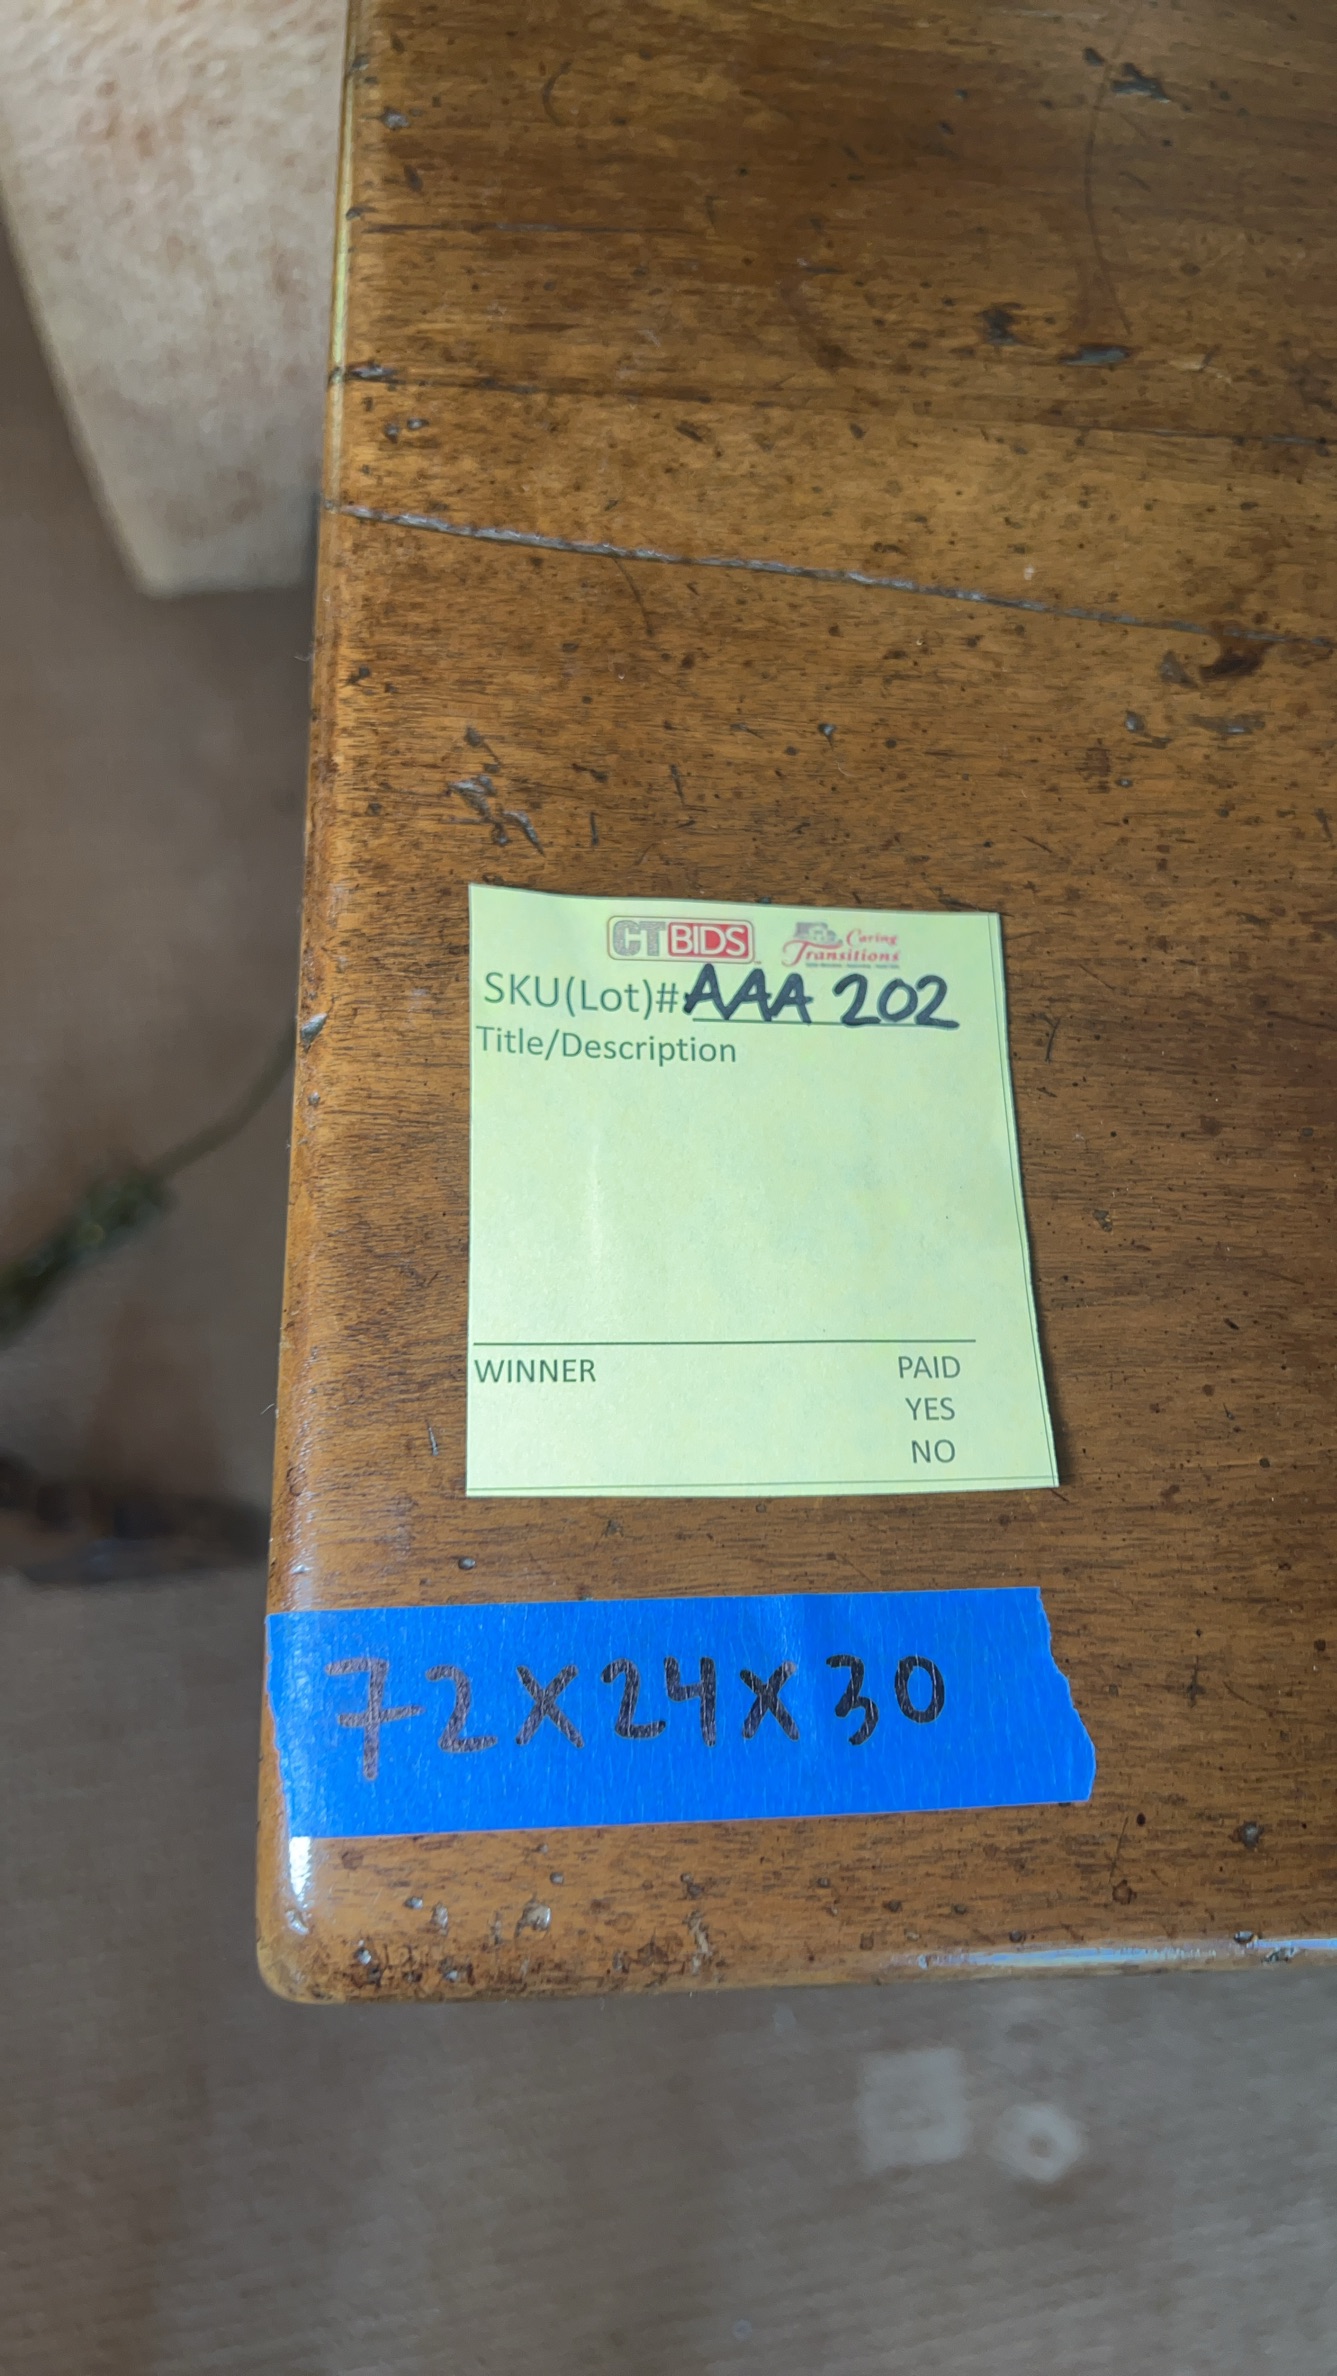 CTBIDS Caring Transitions
SKU(Lot)# AAA 202
Title/Description
WINNER PAID
YES
NO
72X24X30